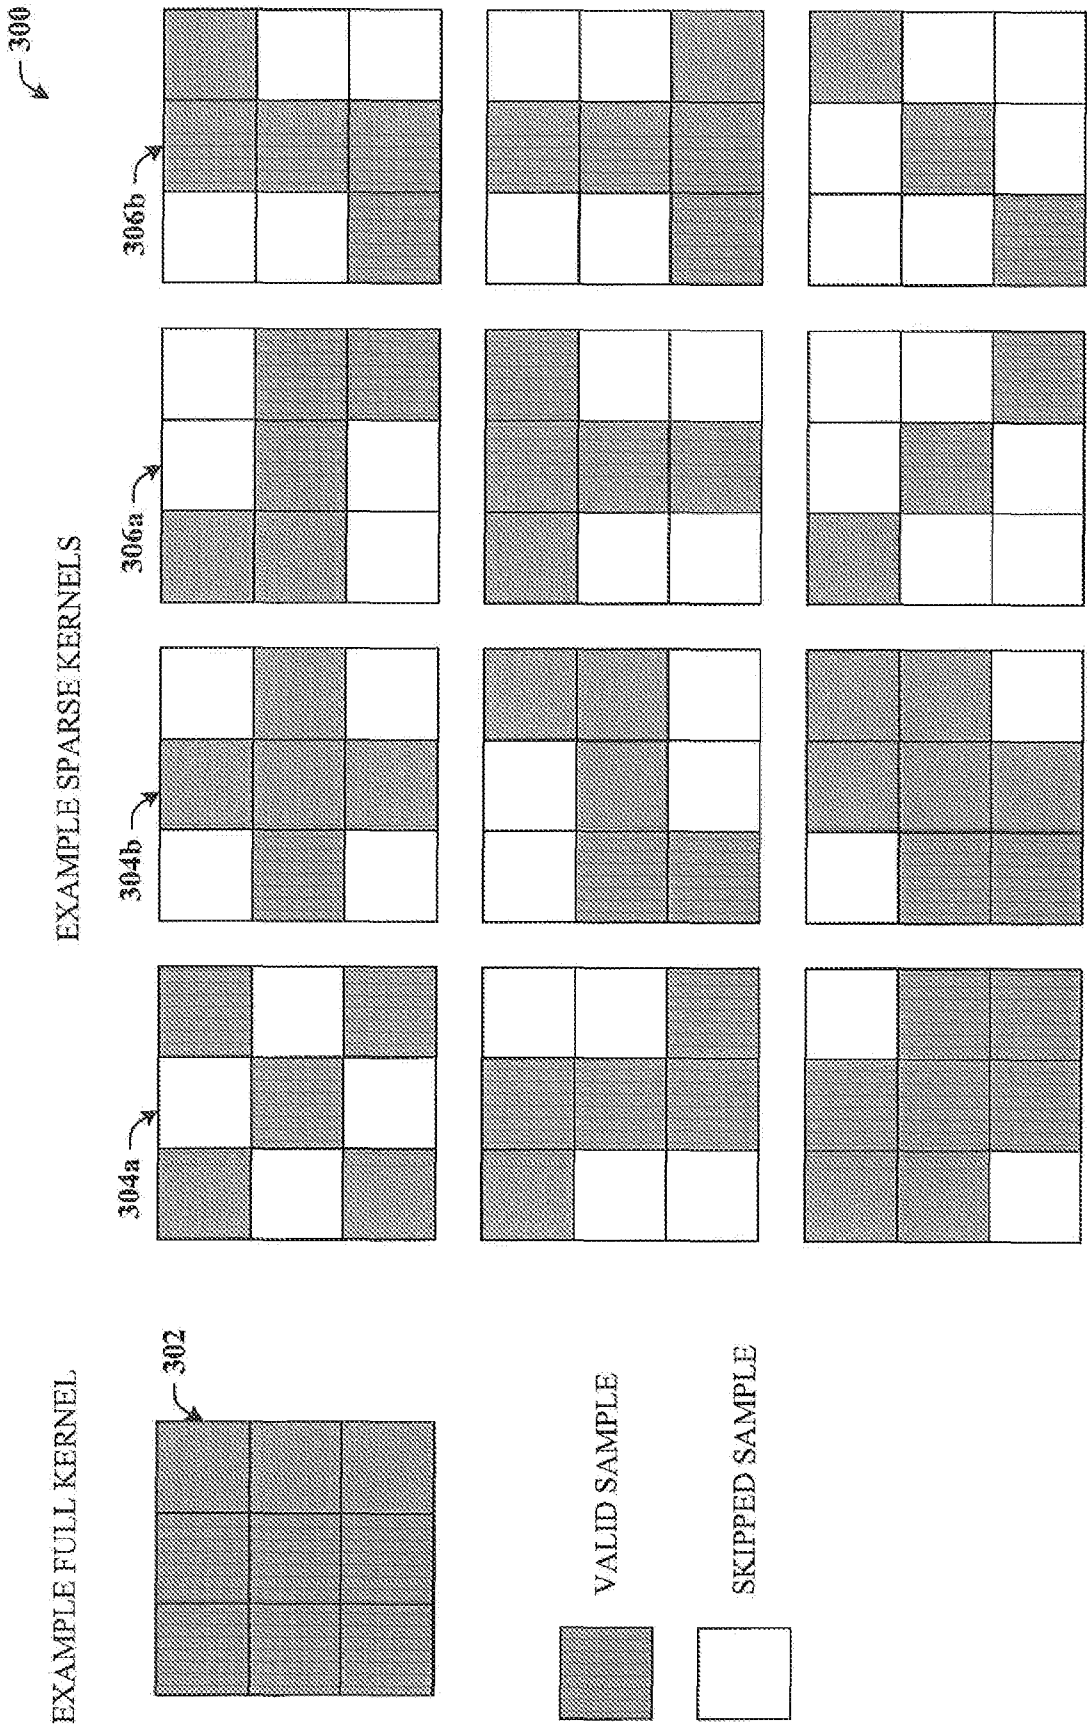 300
EXAMPLE FULL KERNEL
302
VALID SAMPLE
SKIPPED SAMPLE
EXAMPLE SPARSE KERNELS
304a
304b
306a
306b